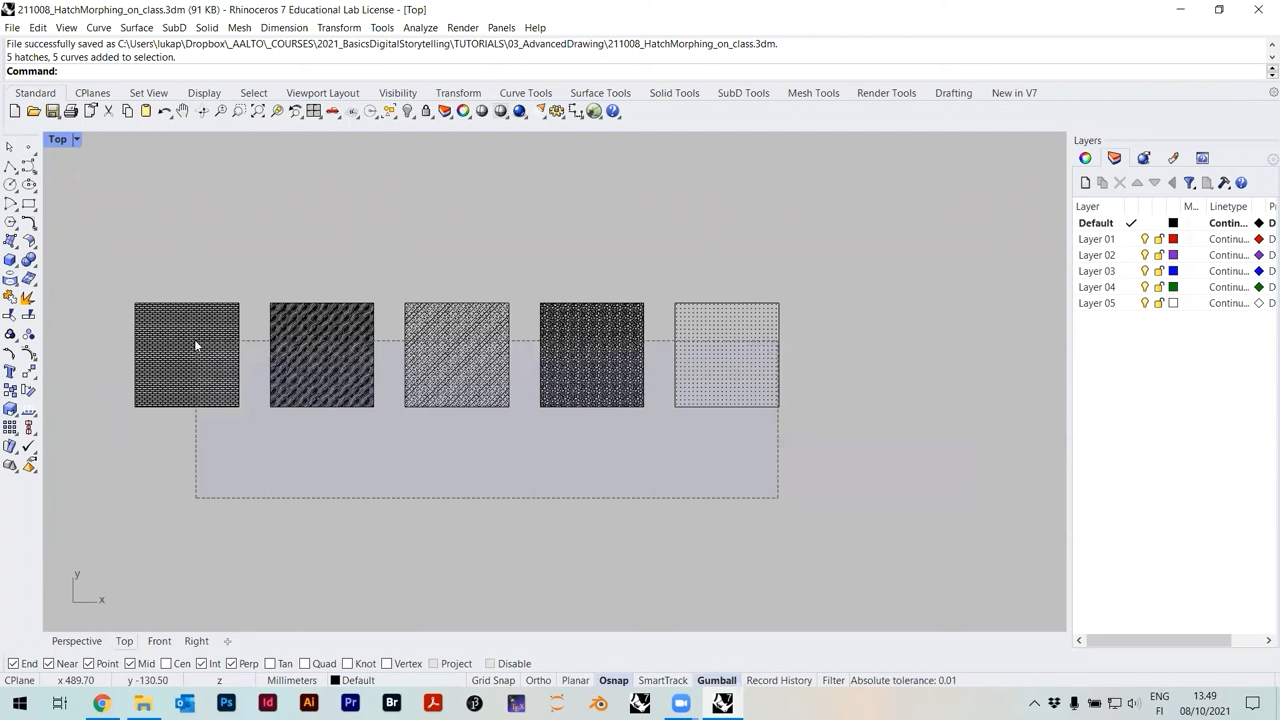 211008_HatchMorphing_on_class.3dm (91 KB) - Rhinoceros 7 Educational Lab License - [Top]
File Edit View Curve Surface SubD Solid Mesh Dimension Transform Tools Analyze Render Panels Help
File successfully saved as C:\Users\lukap\Dropbox\_AALTO\_COURSES\2021_BasicsDigitalStorytelling\TUTORIALS\03_AdvancedDrawing\211008_HatchMorphing_on_class.3dm.
5 hatches, 5 curves added to selection.
Command:
Standard CPlanes Set View Display Select Viewport Layout Visibility Transform Curve Tools Surface Tools Solid Tools SubD Tools Mesh Tools Render Tools Drafting New in V7
Top
Layers
Layer M... Linetype P
Default Contin... D
Layer 01 Continu... D
Layer 02 Continu... D
Layer 03 Continu... D
Layer 04 Continu... D
Layer 05 Continu... D
y
x
Perspective Top Front Right
End Near Point Mid Cen Int Perp Tan Quad Knot Vertex Project Disable
CPlane x 489.70 y -130.50 z Millimeters Default Grid Snap Ortho Planar Osnap SmartTrack Gumball Record History Filter Absolute tolerance: 0.01
Ps Id Ai Pr Br
ENG 13.49
FI 08/10/2021